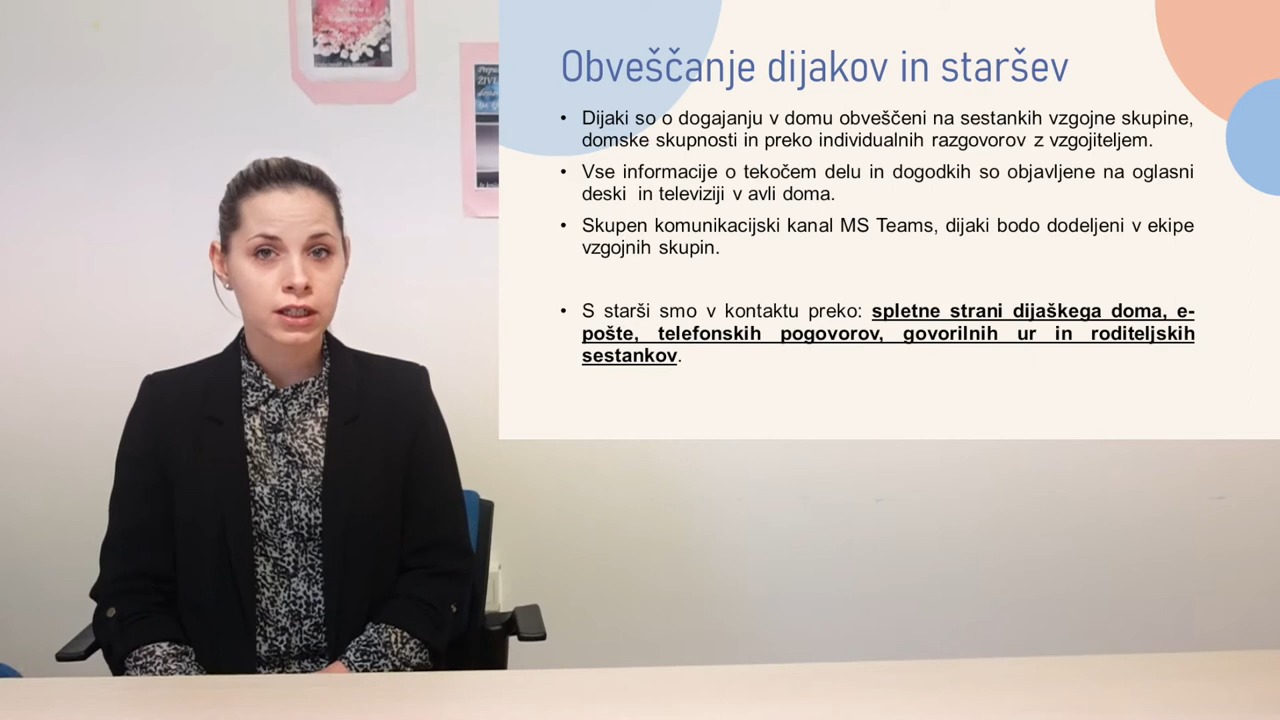 Obveščanje dijakov in staršev
• Dijaki so o dogajanju v domu obveščeni na sestankih vzgojne skupine,
domske skupnosti in preko individualnih razgovorov z vzgojiteljem.
• Vse informacije o tekočem delu in dogodkih so objavljene na oglasni
deski in televiziji v avli doma.
• Skupen komunikacijski kanal MS Teams, dijaki bodo dodeljeni v ekipe
vzgojnih skupin.
• S starši smo v kontaktu preko: spletne strani dijaškega doma, e-
pošte, telefonskih pogovorov, govorilnih ur in roditeljskih
sestankov.